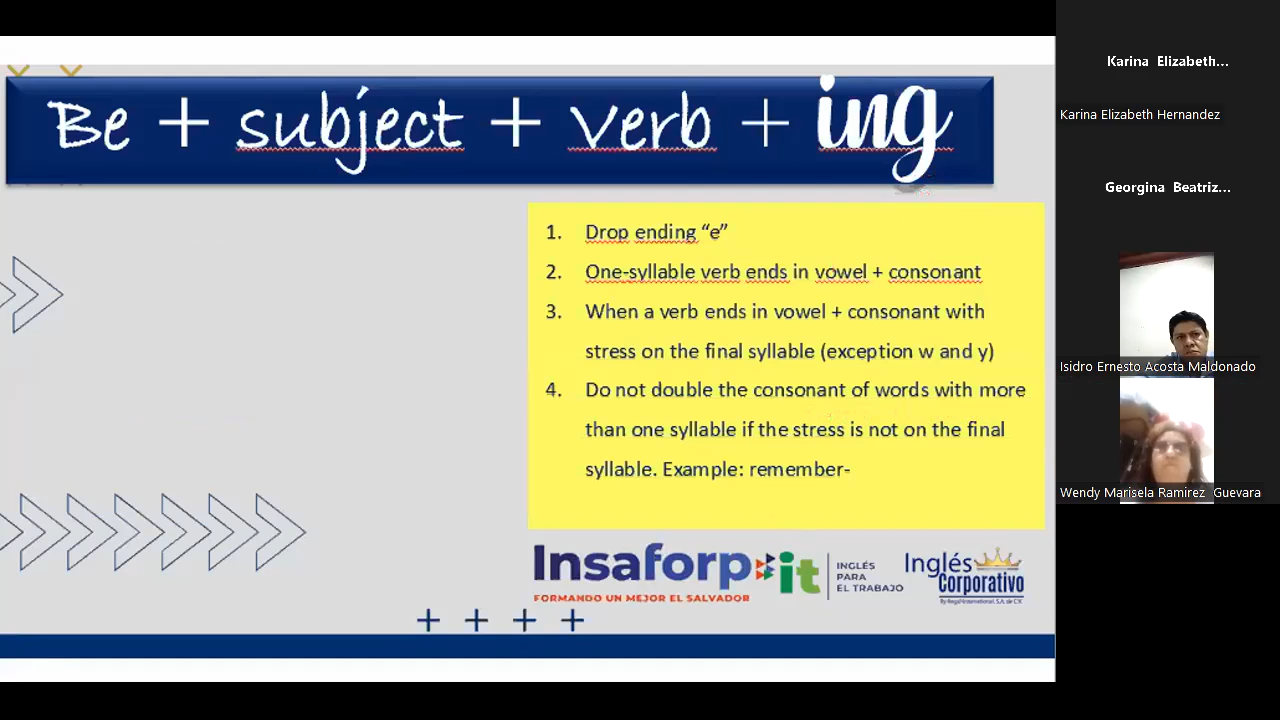 Be + subject + verb + ing
1. Drop ending “e”
2. One-syllable verb ends in vowel + consonant
3. When a verb ends in vowel + consonant with
stress on the final syllable (exception w and y)
4. Do not double the consonant of words with more
than one syllable if the stress is not on the final
syllable. Example: remember-
Insaforp
FORMANDO UN MEJOR EL SALVADOR
it
INGLÉS
PARA
EL TRABAJO
Inglés
Corporativo
Karina Elizabeth...
Karina Elizabeth Hernandez
Georgina Beatriz...
Isidro Ernesto Acosta Maldonado
Wendy Marisela Ramirez Guevara